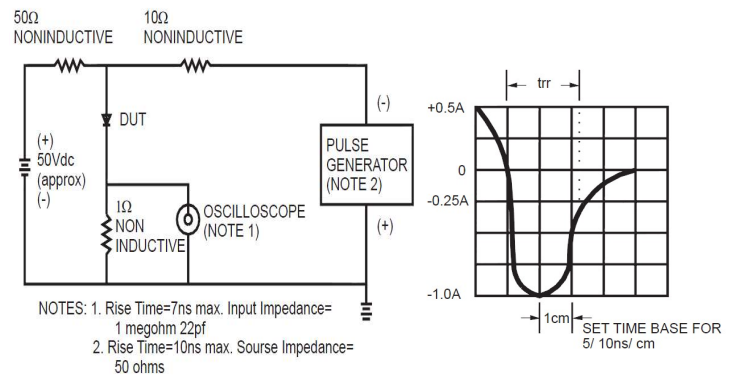 50Ω
NONINDUCTIVE
10Ω
NONINDUCTIVE
DUT
(+)
50Vdc
(approx)
(-)
1Ω
NON
INDUCTIVE
OSCILLOSCOPE
(NOTE 1)
(-)
PULSE
GENERATOR
(NOTE 2)
(+)
NOTES: 1. Rise Time=7ns max. Input Impedance=
1 megohm 22pf
2. Rise Time=10ns max. Sourse Impedance=
50 ohms
trr
+0.5A
0
-0.25A
-1.0A
1cm
SET TIME BASE FOR
5/ 10ns/ cm